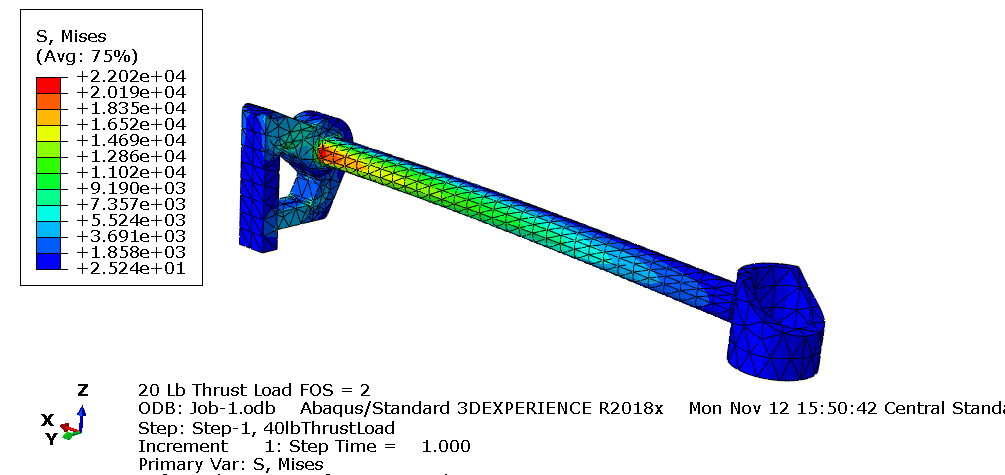 S, Mises
(Avg: 75%)
+2.202e+04
+2.019e+04
+1.835e+04
+1.652e+04
+1.469e+04
+1.286e+04
+1.102e+04
+9.190e+03
+7.357e+03
+5.524e+03
+3.691e+03
+1.858e+03
+2.524e+01
Z
X
Y
20 Lb Thrust Load FOS = 2
ODB: Job-1.odb Abaqus/Standard 3DEXPERIENCE R2018x Mon Nov 12 15:50:42 Central Standa
Step: Step-1, 40lbThrustLoad
Increment 1: Step Time = 1.000
Primary Var: S, Mises